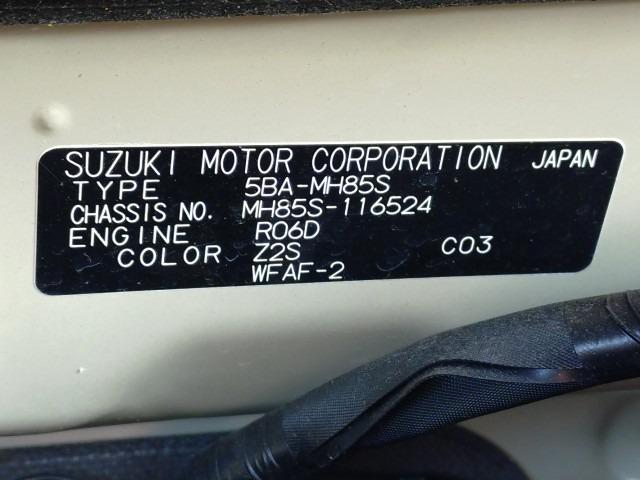 SUZUKI MOTOR CORPORATION JAPAN
TYPE 5BA-MH85S
CHASSIS NO. MH85S-116524
ENGINE R06D
COLOR Z2S C03
WFAF-2